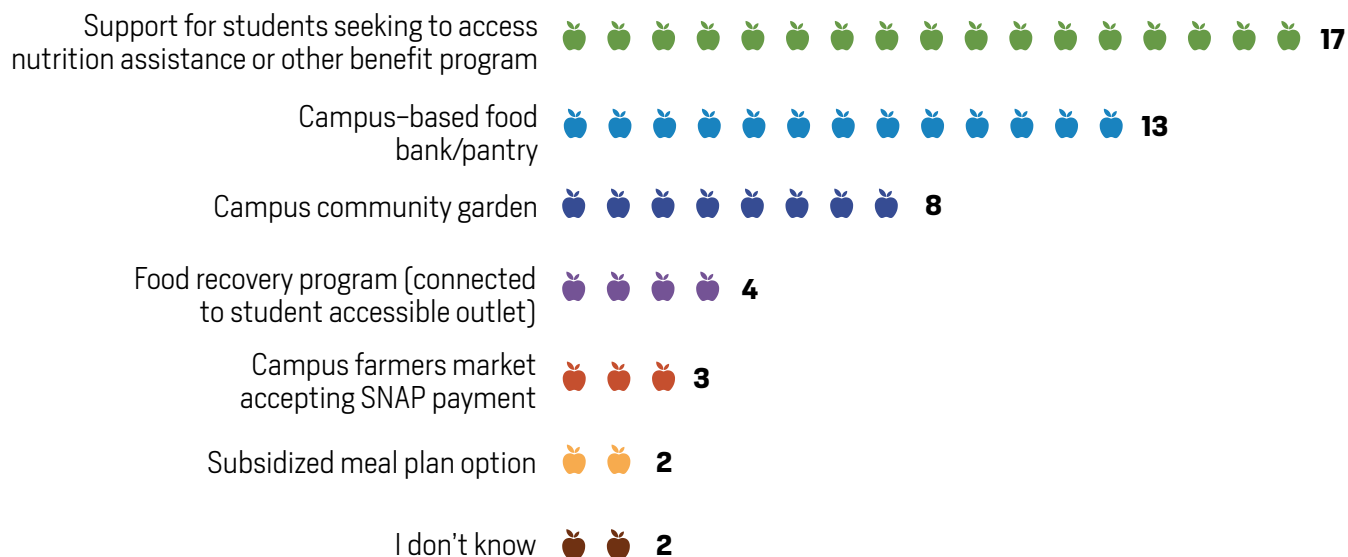 Support for students seeking to access
nutrition assistance or other benefit program
17
Campus-based food
bank/pantry
13
Campus community garden
8
Food recovery program (connected
to student accessible outlet)
4
Campus farmers market
accepting SNAP payment
3
Subsidized meal plan option
2
I don't know
2